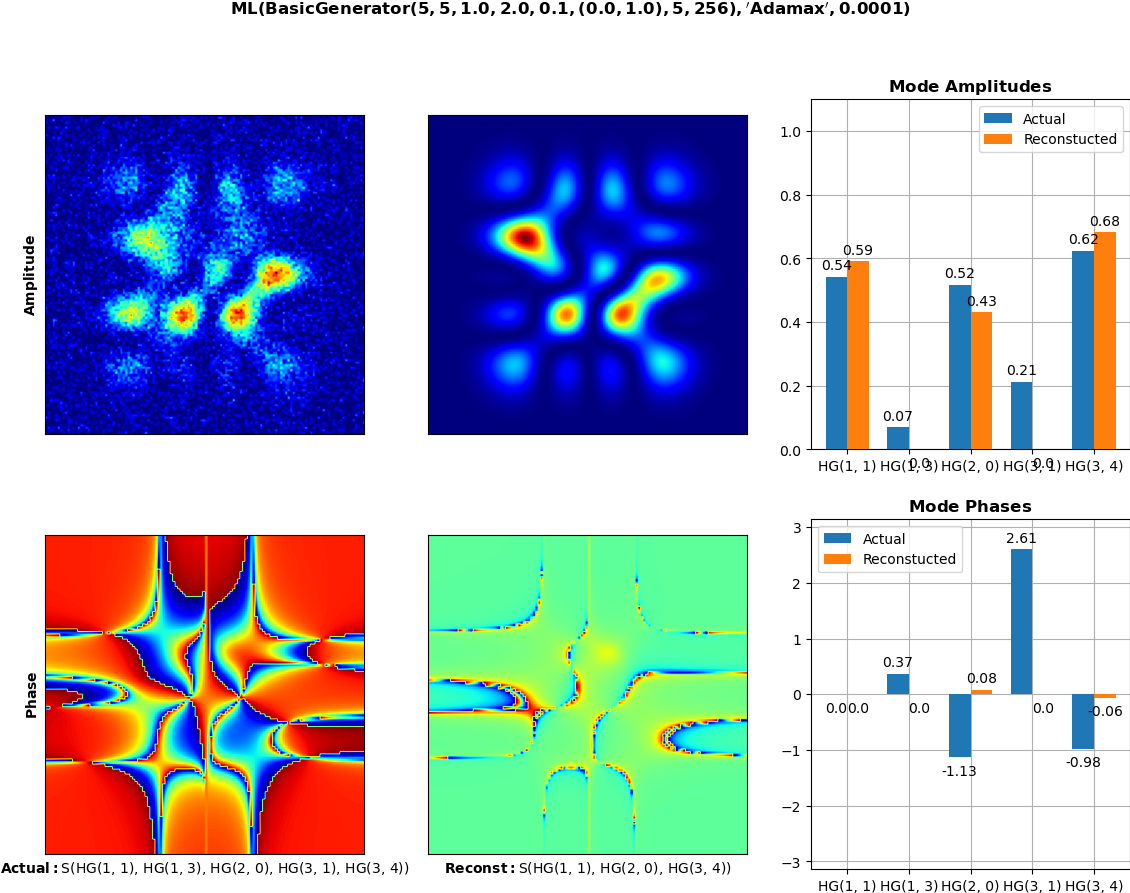 ML(BasicGenerator(5, 5, 1.0, 2.0, 0.1, (0.0, 1.0), 5, 256), 'Adamax', 0.0001)
Amplitude
Mode Amplitudes
Actual
Reconstucted
1.0
0.8
0.6
0.4
0.2
0.0
0.54
0.59
0.07
0.0
0.52
0.43
0.21
0.0
0.62
0.68
HG(1, 1)
HG(1, 3)
HG(2, 0)
HG(3, 1)
HG(3, 4)
Phase
Actual: S(HG(1, 1), HG(1, 3), HG(2, 0), HG(3, 1), HG(3, 4))
Reconst: S(HG(1, 1), HG(2, 0), HG(3, 4))
Mode Phases
Actual
Reconstucted
3
2
1
0
−1
−2
−3
0.0
0.0
0.37
0.0
-1.13
0.08
2.61
0.0
-0.98
-0.06
HG(1, 1)
HG(1, 3)
HG(2, 0)
HG(3, 1)
HG(3, 4)